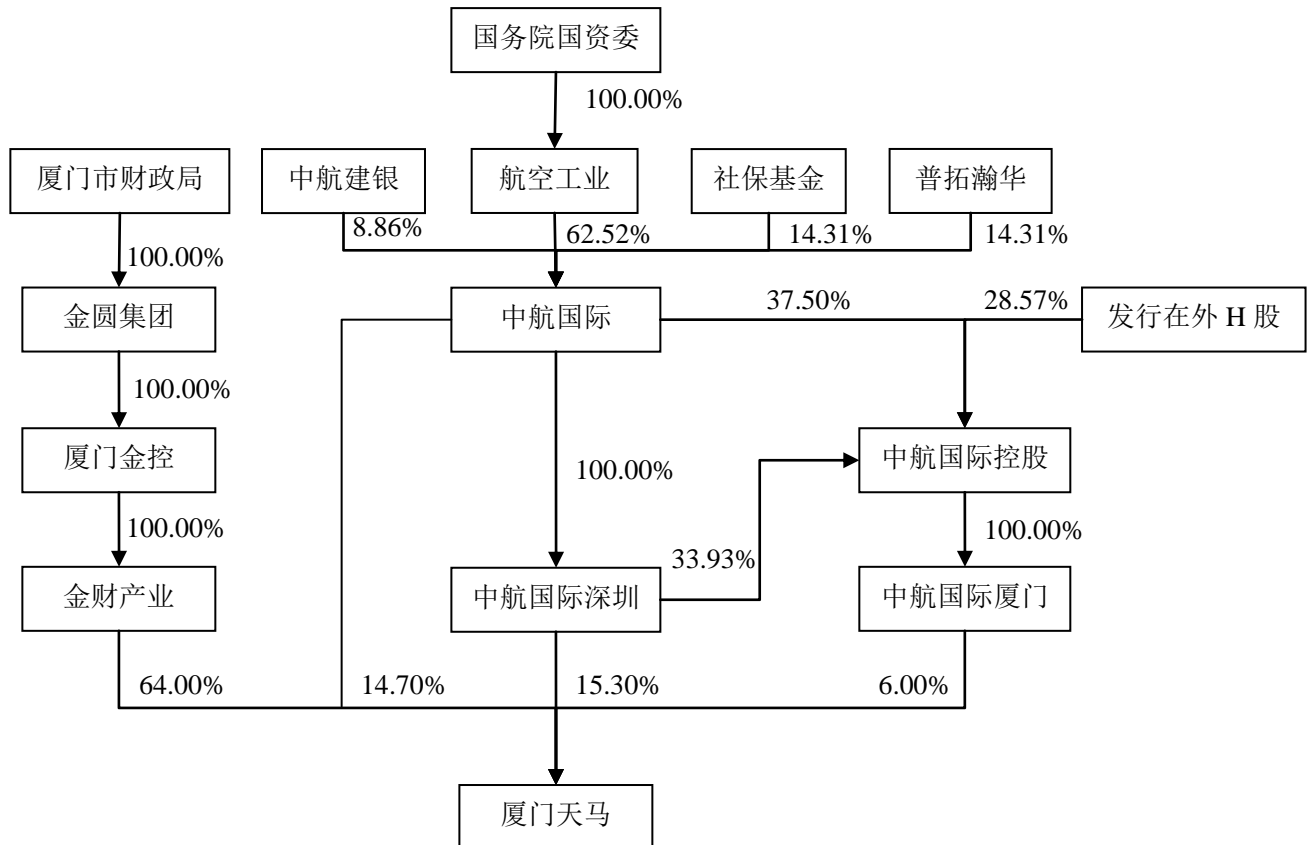 国务院国资委
100.00%
厦门市财政局
中航建银
航空工业
社保基金
普拓瀚华
8.86%
62.52%
14.31%
14.31%
100.00%
金圆集团
中航国际
37.50%
28.57%
发行在外 H 股
100.00%
厦门金控
100.00%
中航国际控股
100.00%
33.93%
100.00%
金财产业
中航国际深圳
中航国际厦门
64.00%
14.70%
15.30%
6.00%
厦门天马